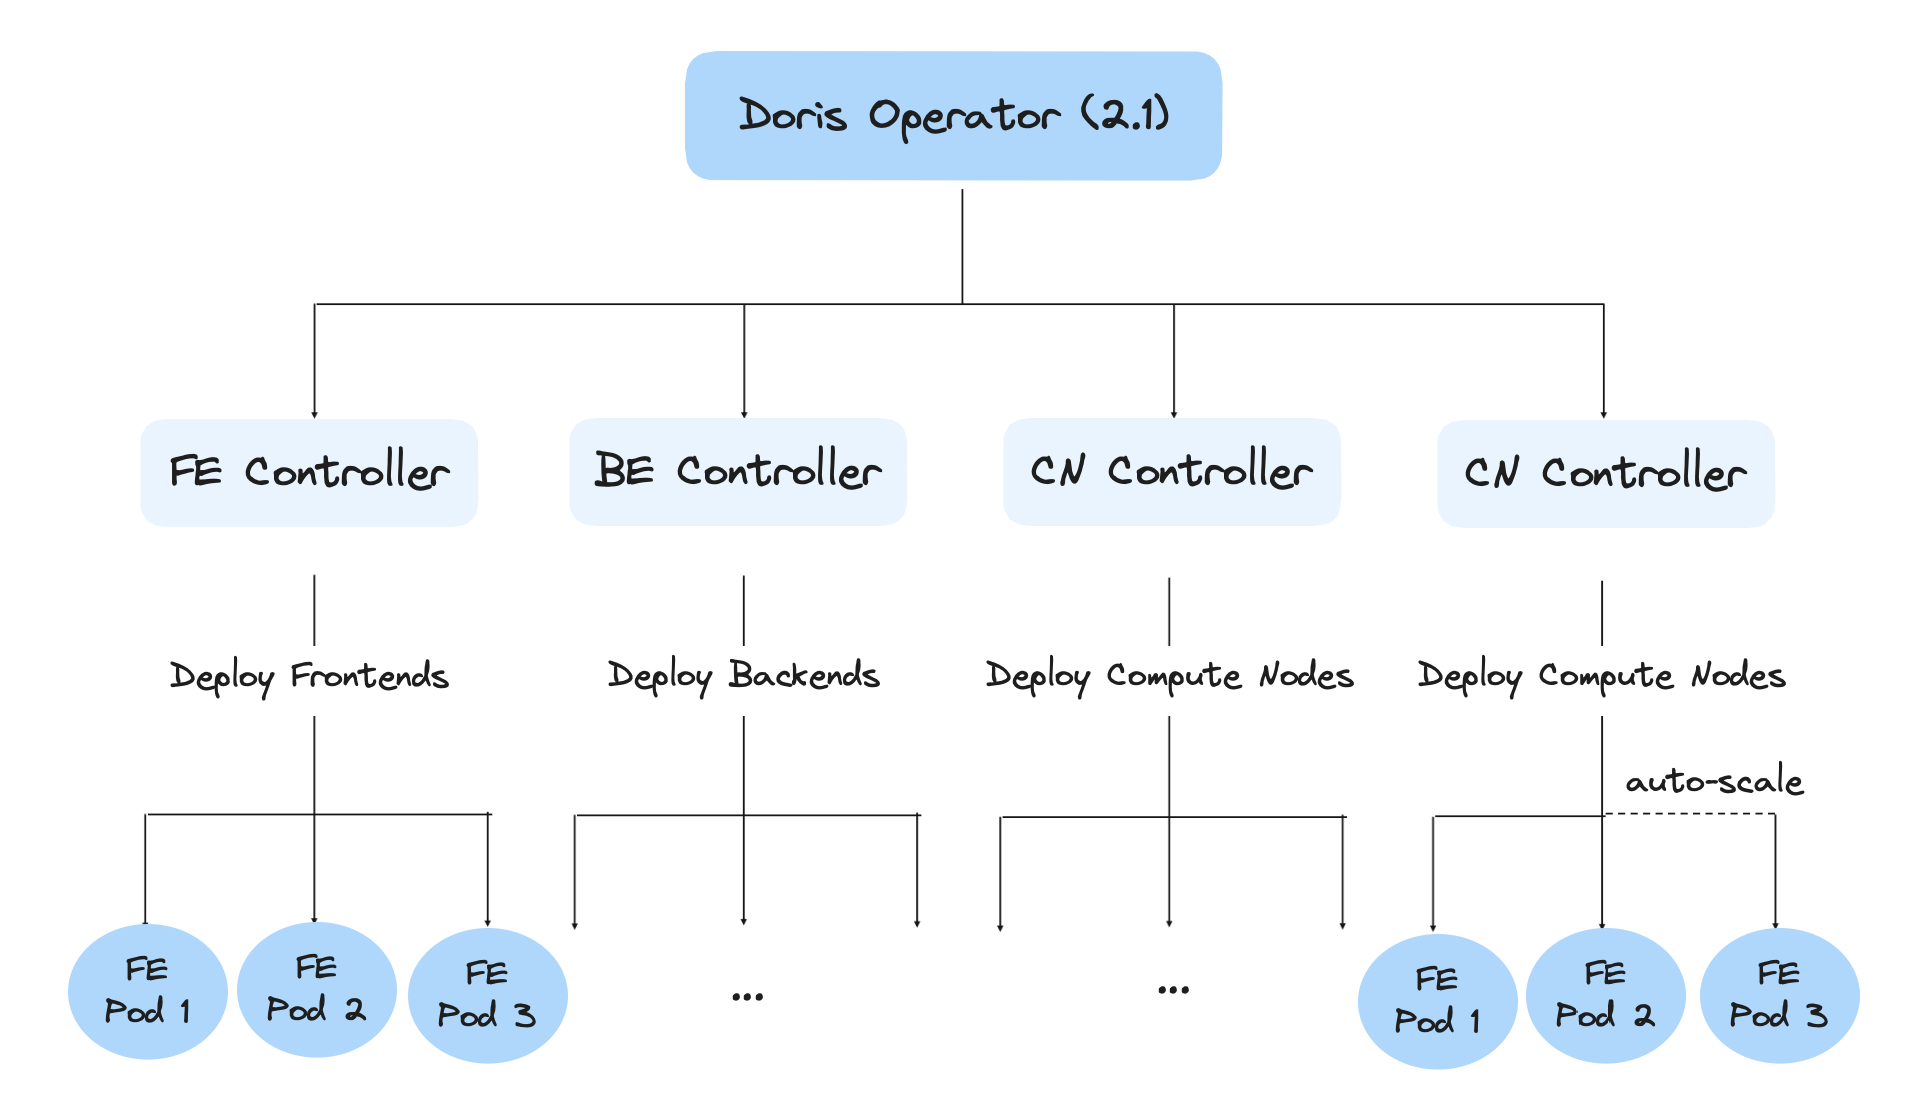 Doris Operator (2.1)
FE Controller
BE Controller
CN Controller
CN Controller
Deploy Frontends
Deploy Backends
Deploy Compute Nodes
Deploy Compute Nodes
auto-scale
FE
Pod 1
FE
Pod 2
FE
Pod 3
...
...
FE
Pod 1
FE
Pod 2
FE
Pod 3